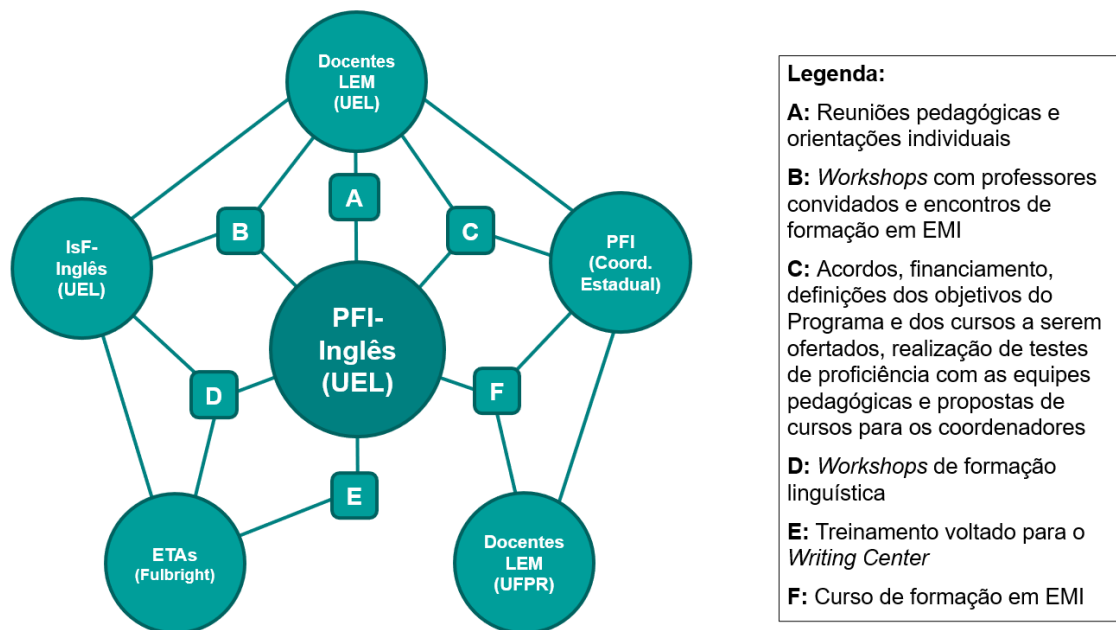 Docentes
LEM
(UEL)
A
B
C
IsF-
Inglês
(UEL)
PFI
(Coord.
Estadual)
PFI-
Inglês
(UEL)
D
F
E
ETAs
(Fulbright)
Docentes
LEM
(UFPR)
Legenda:
A: Reuniões pedagógicas e
orientações individuais
B: Workshops com professores
convidados e encontros de
formação em EMI
C: Acordos, financiamento,
definições dos objetivos do
Programa e dos cursos a serem
ofertados, realização de testes
de proficiência com as equipes
pedagógicas e propostas de
cursos para os coordenadores
D: Workshops de formação
linguística
E: Treinamento voltado para o
Writing Center
F: Curso de formação em EMI